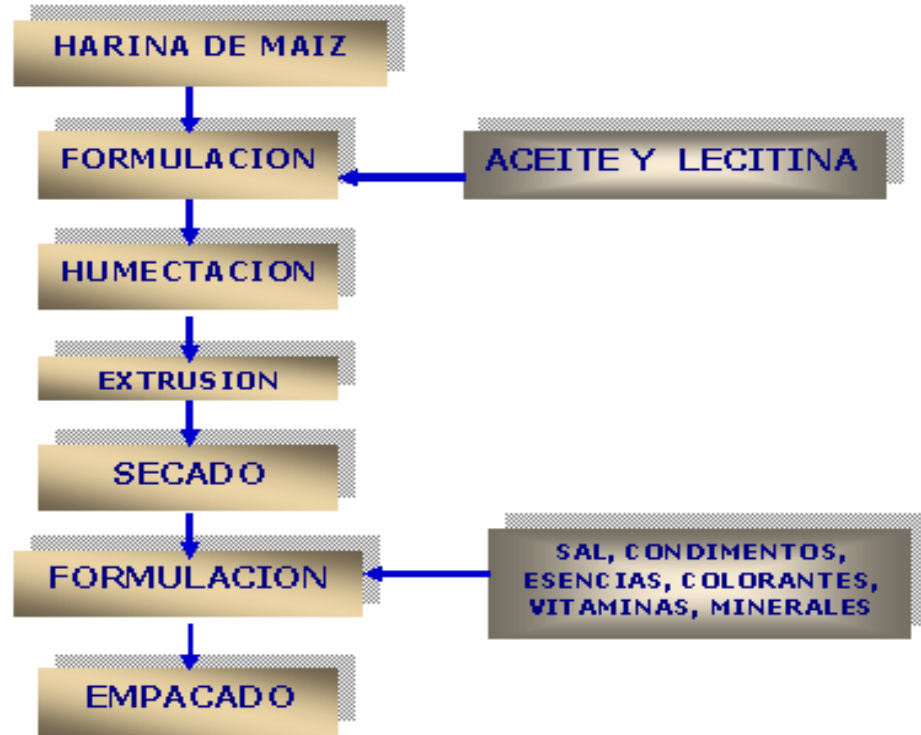 HARINA DE MAIZ
FORMULACION
ACEITE Y LECITINA
HUMECTACION
EXTRUSION
SECADO
FORMULACION
SAL, CONDIMENTOS,
ESENCIAS, COLORANTES,
VITAMINAS, MINERALES
EMPACADO